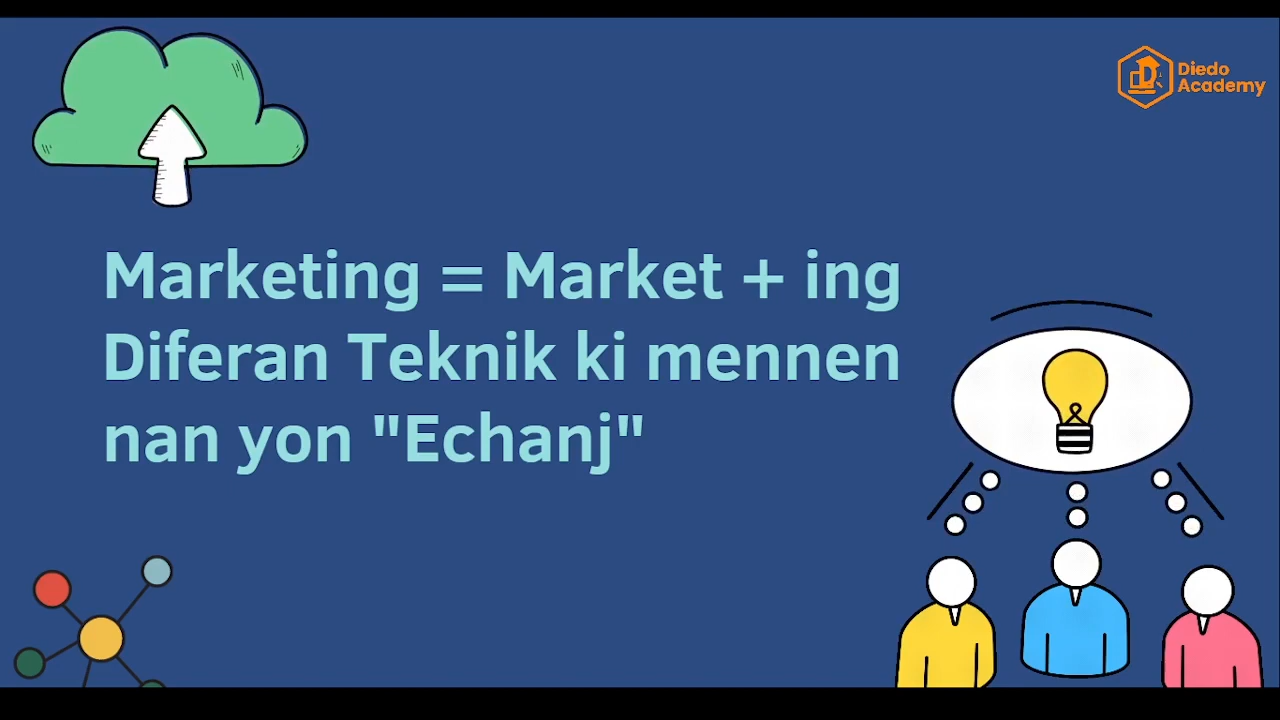 Diedo
Academy
Marketing = Market + ing
Diferan Teknik ki mennen
nan yon "Echanj"